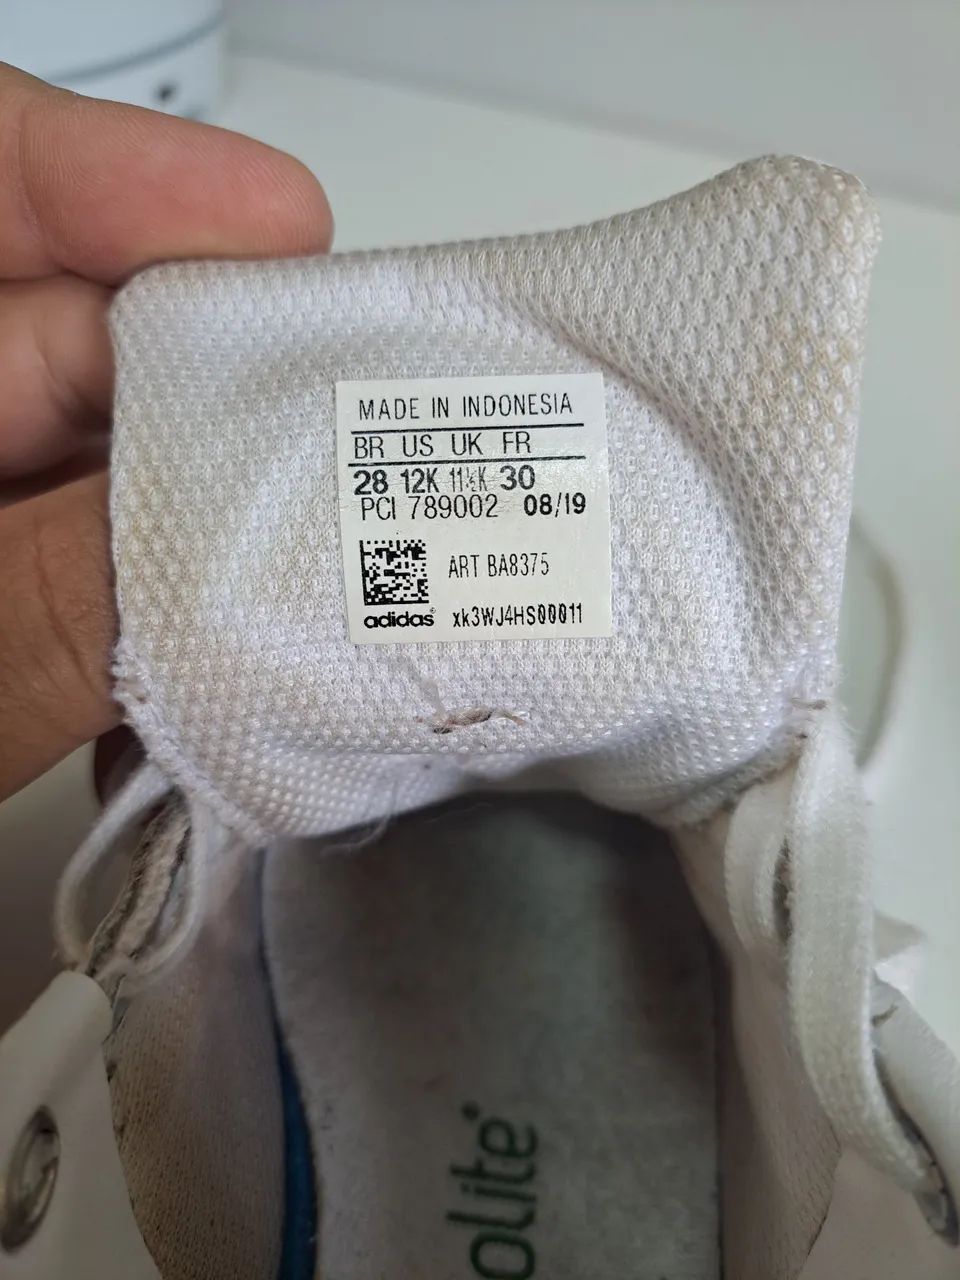 MADE IN INDONESIA
BR US UK FR
28 12K 11½K 30
PCI 789002 08/19
ART BA8375
adidas® xk3WJ4HS00011
olite®